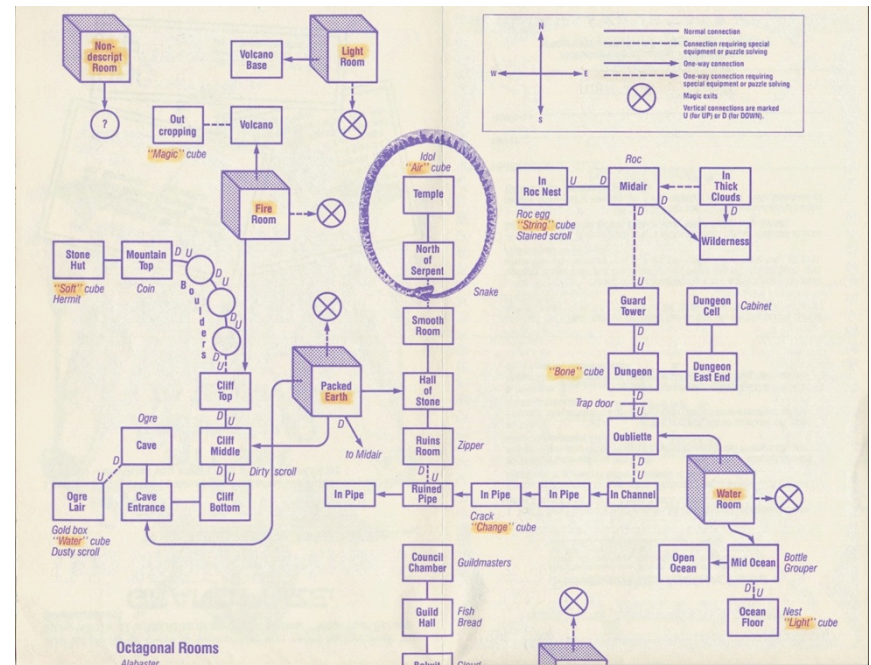 Non-
descript
Room
?
Volcano
Base
Light
Room
Out
cropping
Volcano
"Magic" cube
Fire
Room
N
W
E
S
Normal connection
Connection requiring special
equipment or puzzle solving
One-way connection
One-way connection requiring
special equipment or puzzle solving
Magic exits
Vertical connections are marked
U (for UP) or D (for DOWN).
Idol
"Air" cube
Temple
North
of
Serpent
Snake
Smooth
Room
Hall
of
Stone
Ruins
Room
Zipper
D
U
Ruined
Pipe
In Pipe
In Pipe
In Pipe
In Channel
Crack
"Change" cube
Roc
In
Roc Nest
U
D
Midair
In
Thick
Clouds
D
D
D
Wilderness
Roc egg
"String" cube
Stained scroll
U
Guard
Tower
D
U
Dungeon
Cell
Cabinet
"Bone" cube
Dungeon
Dungeon
East End
Trap door
D
U
Oubliette
D
U
Water
Room
Open
Ocean
Mid Ocean
Bottle
Grouper
D
U
Ocean
Floor
Nest
"Light" cube
Stone
Hut
Mountain
Top
D U
"Soft" cube
Hermit
Coin
Boulders
D
U
D
U
D
U
Cliff
Top
D
U
Cliff
Middle
D
U
Dirty scroll
Cliff
Bottom
Ogre
Cave
D
U
Ogre
Lair
Cave
Entrance
Gold box
"Water" cube
Dusty scroll
Packed
Earth
D
to Midair
Council
Chamber
Guildmasters
Guild
Hall
Fish
Bread
Octagonal Rooms
Alabaster
Cloud